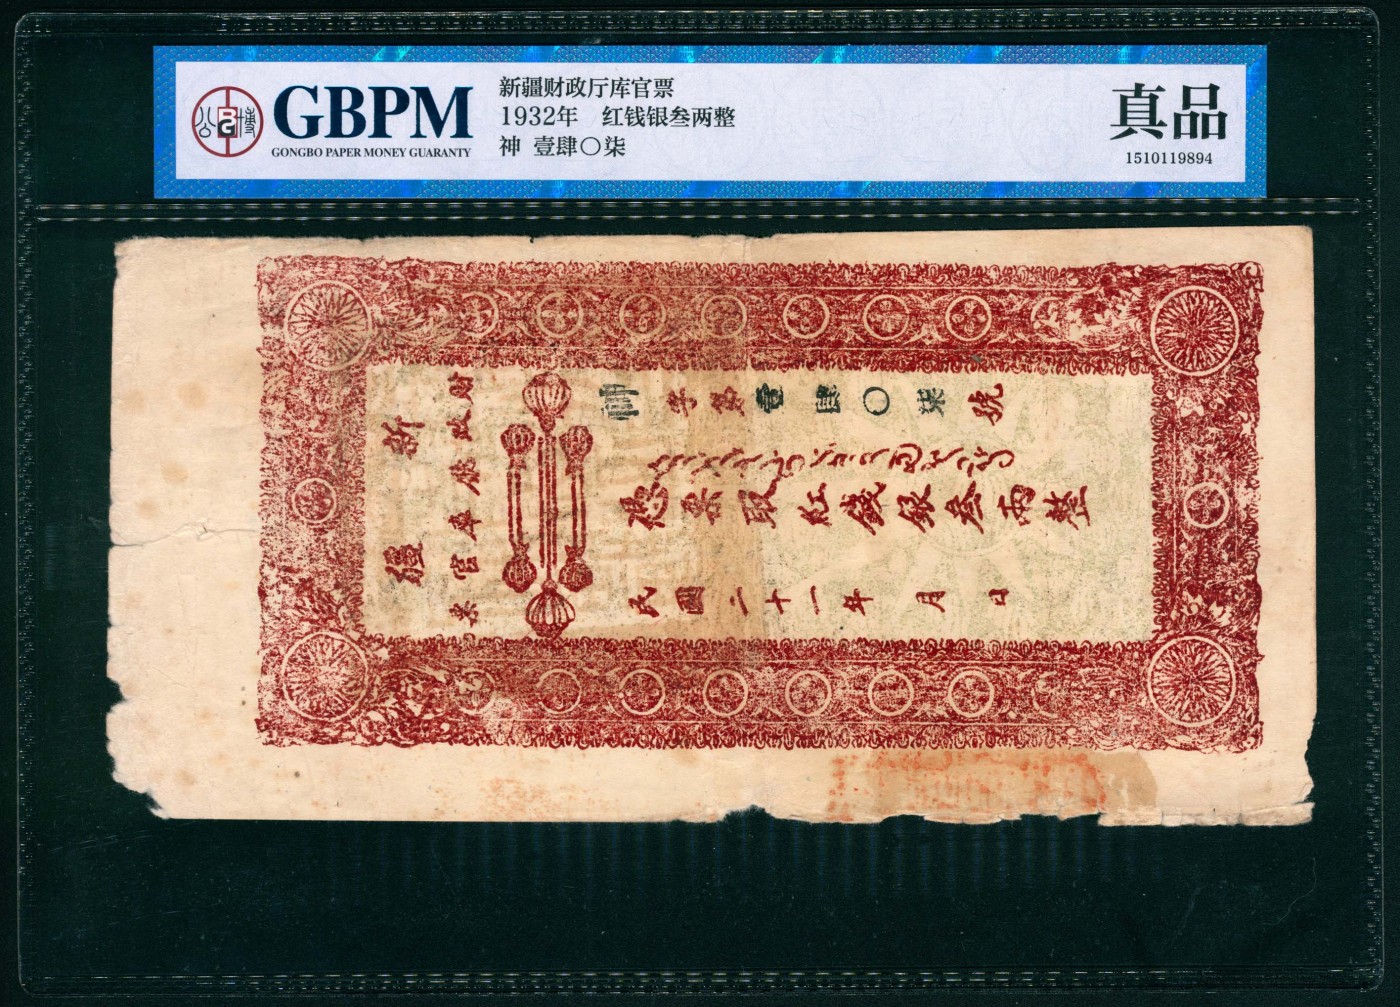 GBPM
GONGBO PAPER MONEY GUARANTY
公博
BG
新疆财政厅库官票
1932年 红钱银叁两整
神 壹肆〇柒
真品
1510119894
新疆
財政廳庫官票
神字第壹肆〇柒號
憑票取紅錢銀叁兩整
民國二十一年 月 日